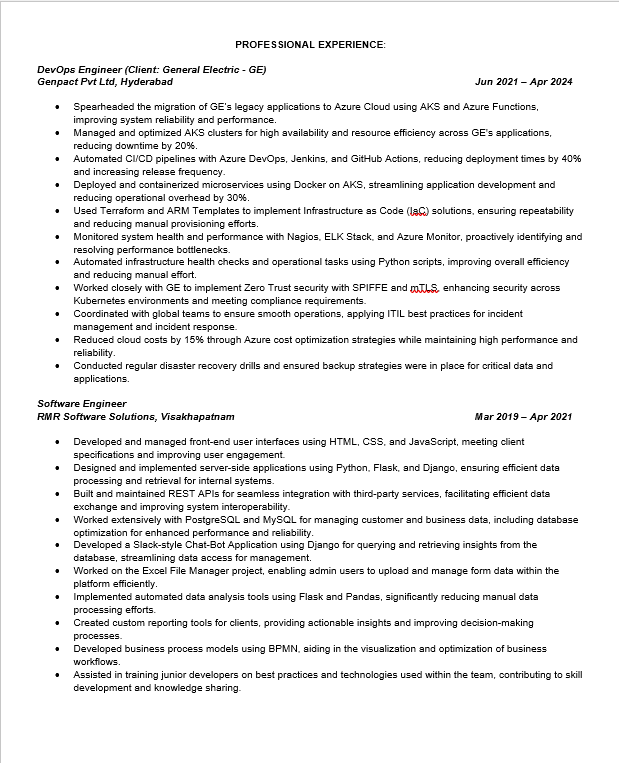 PROFESSIONAL EXPERIENCE:
DevOps Engineer (Client: General Electric - GE)
Genpact Pvt Ltd, Hyderabad Jun 2021 – Apr 2024
• Spearheaded the migration of GE's legacy applications to Azure Cloud using AKS and Azure Functions,
improving system reliability and performance.
• Managed and optimized AKS clusters for high availability and resource efficiency across GE's applications,
reducing downtime by 20%.
• Automated CI/CD pipelines with Azure DevOps, Jenkins, and GitHub Actions, reducing deployment times by 40%
and increasing release frequency.
• Deployed and containerized microservices using Docker on AKS, streamlining application development and
reducing operational overhead by 30%.
• Used Terraform and ARM Templates to implement Infrastructure as Code (IaC) solutions, ensuring repeatability
and reducing manual provisioning efforts.
• Monitored system health and performance with Nagios, ELK Stack, and Azure Monitor, proactively identifying and
resolving performance bottlenecks.
• Automated infrastructure health checks and operational tasks using Python scripts, improving overall efficiency
and reducing manual effort.
• Worked closely with GE to implement Zero Trust security with SPIFFE and mTLS, enhancing security across
Kubernetes environments and meeting compliance requirements.
• Coordinated with global teams to ensure smooth operations, applying ITIL best practices for incident
management and incident response.
• Reduced cloud costs by 15% through Azure cost optimization strategies while maintaining high performance and
reliability.
• Conducted regular disaster recovery drills and ensured backup strategies were in place for critical data and
applications.
Software Engineer
RMR Software Solutions, Visakhapatnam Mar 2019 – Apr 2021
• Developed and managed front-end user interfaces using HTML, CSS, and JavaScript, meeting client
specifications and improving user engagement.
• Designed and implemented server-side applications using Python, Flask, and Django, ensuring efficient data
processing and retrieval for internal systems.
• Built and maintained REST APIs for seamless integration with third-party services, facilitating efficient data
exchange and improving system interoperability.
• Worked extensively with PostgreSQL and MySQL for managing customer and business data, including database
optimization for enhanced performance and reliability.
• Developed a Slack-style Chat-Bot Application using Django for querying and retrieving insights from the
database, streamlining data access for management.
• Worked on the Excel File Manager project, enabling admin users to upload and manage form data within the
platform efficiently.
• Implemented automated data analysis tools using Flask and Pandas, significantly reducing manual data
processing efforts.
• Created custom reporting tools for clients, providing actionable insights and improving decision-making
processes.
• Developed business process models using BPMN, aiding in the visualization and optimization of business
workflows.
• Assisted in training junior developers on best practices and technologies used within the team, contributing to skill
development and knowledge sharing.